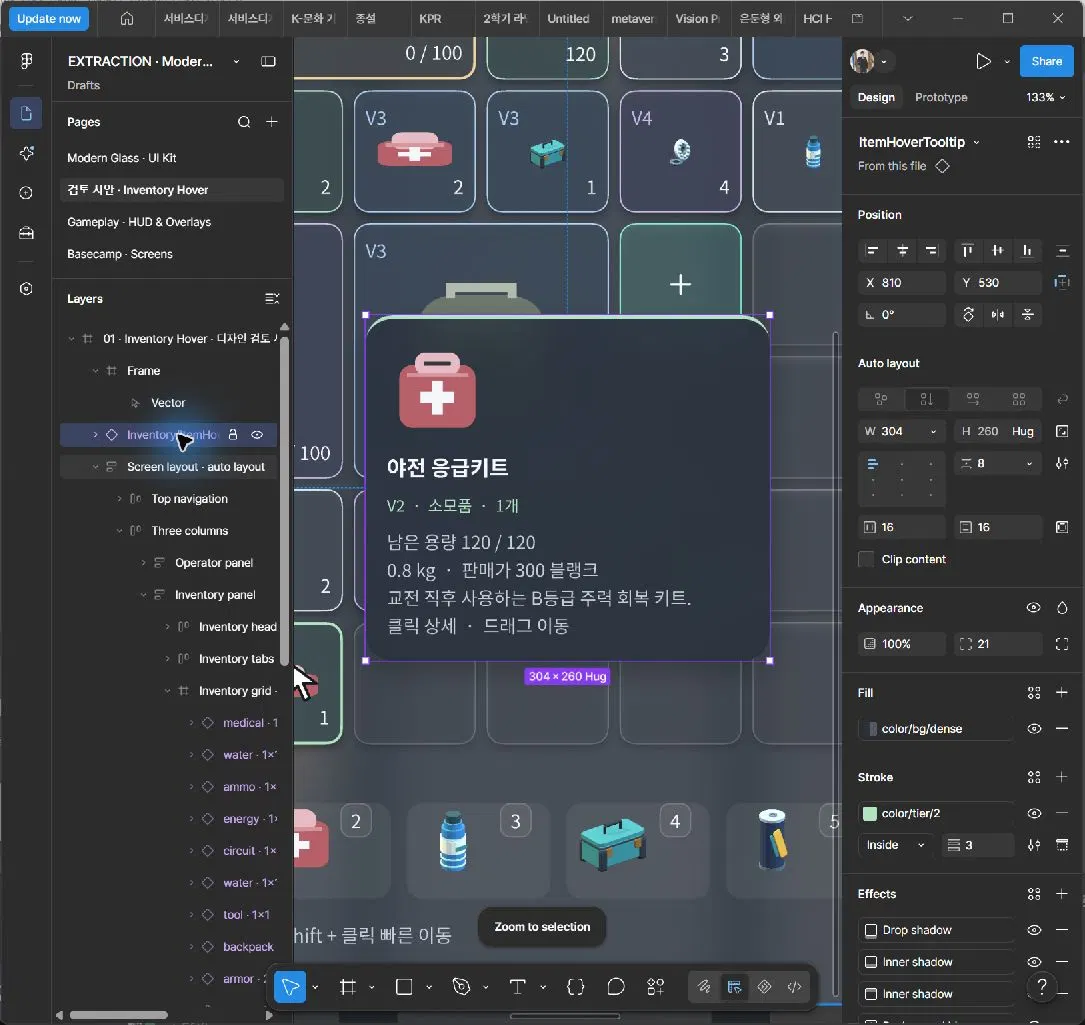 Update now
K-문화 기
종설
KPR
2학기 라
Untitled
metaver
Vision Pi
은둔형 외
HCI H
EXTRACTION · Moder...
Drafts
Pages
Modern Glass · UI Kit
검토 시안 · Inventory Hover
Gameplay · HUD & Overlays
Basecamp · Screens
Layers
01 · Inventory Hover · 디자인 검토
Frame
Vector
Screen layout · auto layout
Top navigation
Three columns
Operator panel
Inventory panel
Inventory head
Inventory tabs
Inventory grid ·
medical · 1
water · 1×
ammo · 1×
energy · 1
circuit · 1×
water · 1×
tool · 1×1
backpack
armor · 2
0 / 100
120
3
2
V3
2
V3
1
V4
4
V1
V3
100
야전 응급키트
V2 · 소모품 · 1개
남은 용량 120 / 120
0.8 kg · 판매가 300 블랭크
교전 직후 사용하는 B등급 주력 회복 키트.
클릭 상세 · 드래그 이동
304 × 260 Hug
2
1
2
3
4
5
hift + 클릭 빠른 이동
Zoom to selection
Share
Design
Prototype
133%
ItemHoverTooltip
From this file
Position
X 810
Y 530
0°
Auto layout
W 304
H 260 Hug
8
16
16
Clip content
Appearance
100%
21
Fill
color/bg/dense
Stroke
color/tier/2
Inside
3
Effects
Drop shadow
Inner shadow
Inner shadow
?